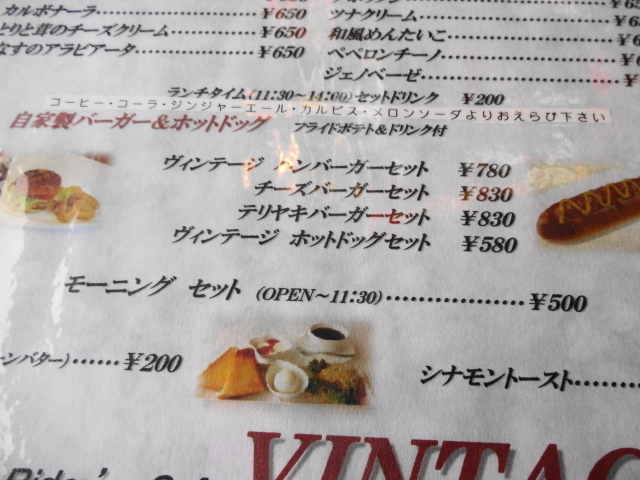 カルボナーラ ¥650
とりと茸のチーズクリーム ¥650
なすのアラビアータ ¥650
ツナクリーム
和風めんたいこ
ペペロンチーノ
ジェノベーゼ
ランチタイム(11:30~14:00)セットドリンク ¥200
コーヒー・コーラ・ジンジャーエール・カルピス・メロンソーダよりおえらび下さい
自家製バーガー&ホットドッグ フライドポテト&ドリンク付
ヴィンテージ ハンバーガーセット ¥780
チーズバーガーセット ¥830
テリヤキバーガーセット ¥830
ヴィンテージ ホットドッグセット ¥580
モーニング セット (OPEN~11:30)..................¥500
ーンバター)......¥200
シナモントースト.........
VINTAG